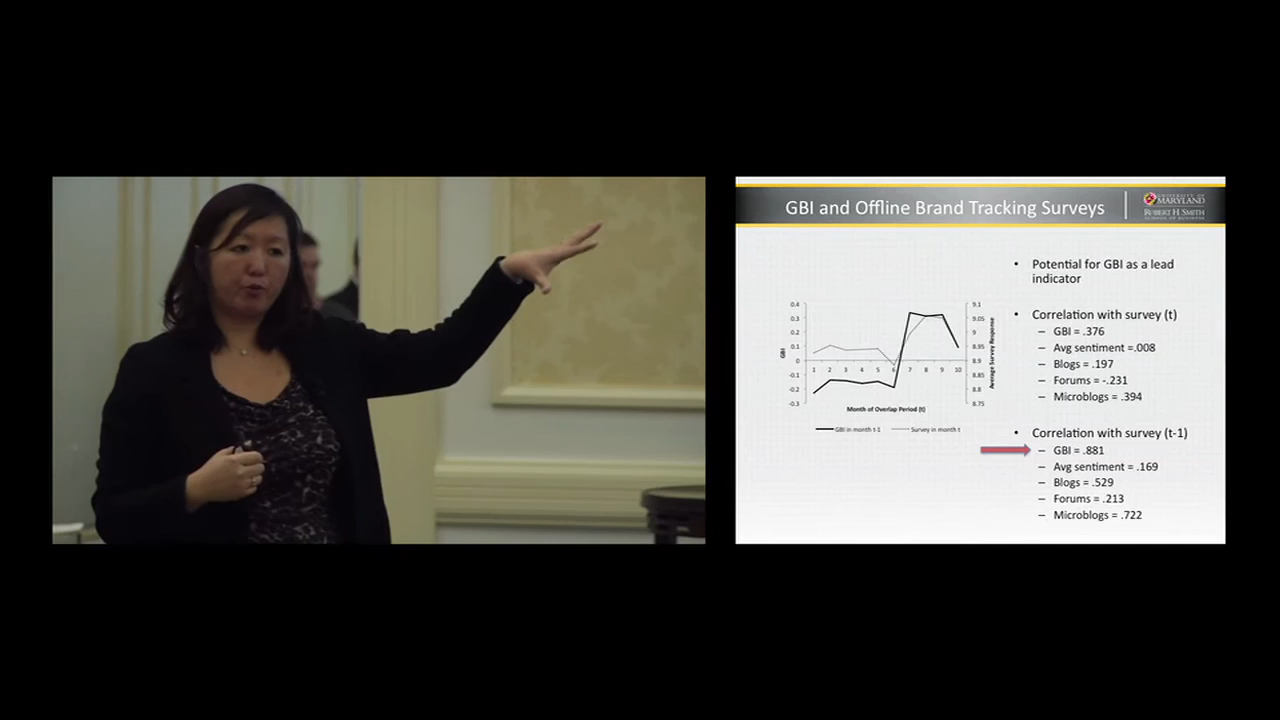 GBI and Offline Brand Tracking Surveys
UNIVERSITY OF
MARYLAND
ROBERT H. SMITH
SCHOOL OF BUSINESS
• Potential for GBI as a lead
indicator
• Correlation with survey (t)
– GBI = .376
– Avg sentiment =.008
– Blogs = .197
– Forums = -.231
– Microblogs = .394
• Correlation with survey (t-1)
– GBI = .881
– Avg sentiment = .169
– Blogs = .529
– Forums = .213
– Microblogs = .722
0.4
0.3
0.2
0.1
0
-0.1
-0.2
-0.3
GBI
1 2 3 4 5 6 7 8 9 10
9.1
9.05
9
8.95
8.9
8.85
8.8
8.75
Average Survey Response
Month of Overlap Period (t)
GBI in month t-1 Survey in month t